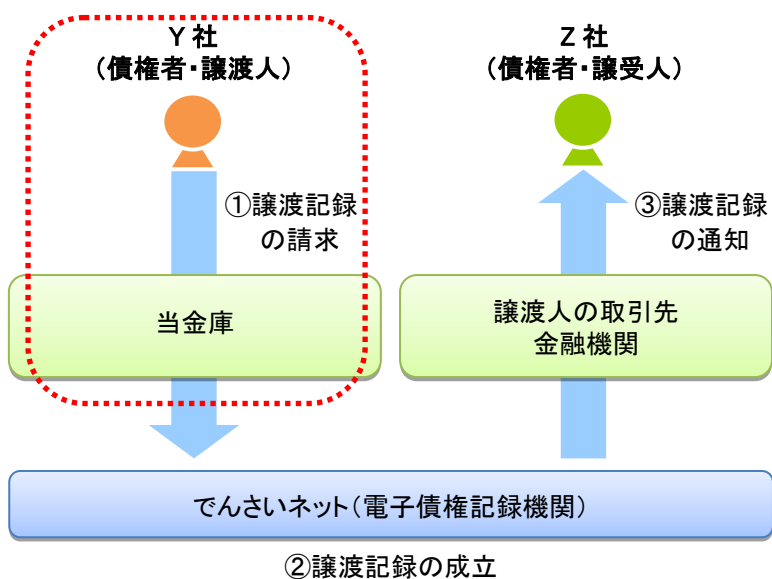 Y 社
(債権者・譲渡人)
Z 社
(債権者・譲受人)
①譲渡記録
の請求
③譲渡記録
の通知
当金庫
譲渡人の取引先
金融機関
でんさいネット(電子債権記録機関)
②譲渡記録の成立